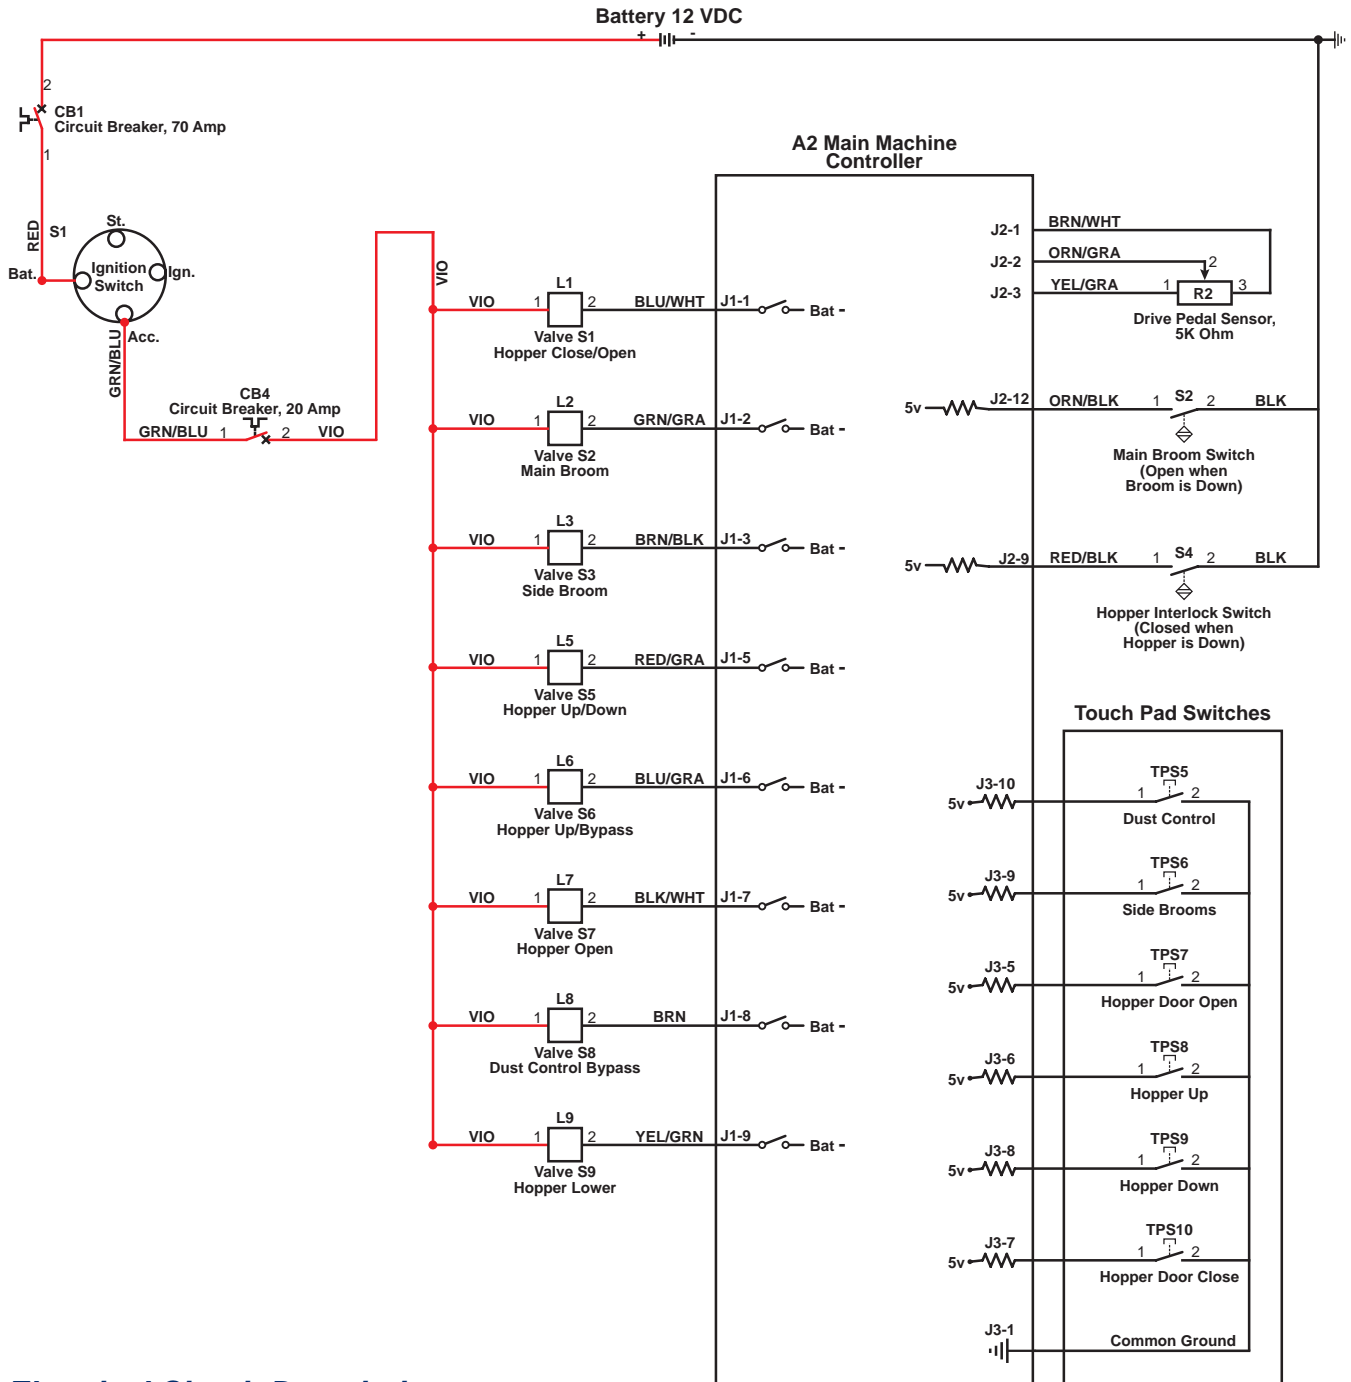 Battery 12 VDC
+ -
2
CB1
Circuit Breaker, 70 Amp
1
RED
S1
St.
Bat.
Ignition
Switch
Ign.
Acc.
GRN/BLU
CB4
Circuit Breaker, 20 Amp
GRN/BLU 1 2 VIO
VIO
A2 Main Machine
Controller
L1
VIO 1 2 BLU/WHT J1-1 Bat -
Valve S1
Hopper Close/Open
L2
VIO 1 2 GRN/GRA J1-2 Bat -
Valve S2
Main Broom
L3
VIO 1 2 BRN/BLK J1-3 Bat -
Valve S3
Side Broom
L5
VIO 1 2 RED/GRA J1-5 Bat -
Valve S5
Hopper Up/Down
L6
VIO 1 2 BLU/GRA J1-6 Bat -
Valve S6
Hopper Up/Bypass
L7
VIO 1 2 BLK/WHT J1-7 Bat -
Valve S7
Hopper Open
L8
VIO 1 2 BRN J1-8 Bat -
Valve S8
Dust Control Bypass
L9
VIO 1 2 YEL/GRN J1-9 Bat -
Valve S9
Hopper Lower
J2-1 BRN/WHT
J2-2 ORN/GRA 2
J2-3 YEL/GRA 1 R2 3
Drive Pedal Sensor,
5K Ohm
5v J2-12 ORN/BLK 1 S2 2 BLK
Main Broom Switch
(Open when
Broom is Down)
5v J2-9 RED/BLK 1 S4 2 BLK
Hopper Interlock Switch
(Closed when
Hopper is Down)
Touch Pad Switches
TPS5
5v J3-10 1 2
Dust Control
TPS6
5v J3-9 1 2
Side Brooms
TPS7
5v J3-5 1 2
Hopper Door Open
TPS8
5v J3-6 1 2
Hopper Up
TPS9
5v J3-8 1 2
Hopper Down
TPS10
5v J3-7 1 2
Hopper Door Close
J3-1 Common Ground